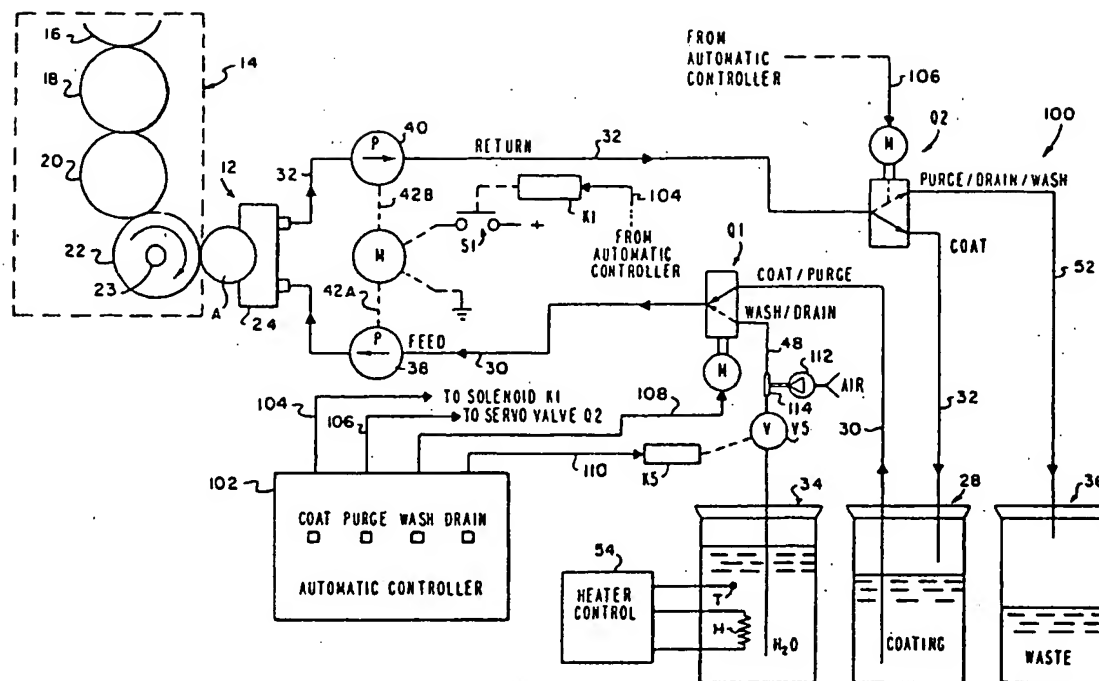 16
18
14
20
12
22
23
A
24
32
P
40
RETURN
32
42B
M
S1
+
K1
104
FROM
AUTOMATIC
CONTROLLER
42A
P
38
FEED
30
FROM
AUTOMATIC
CONTROLLER
106
M
Q2
100
PURGE/DRAIN/WASH
COAT
52
Q1
COAT/PURGE
WASH/DRAIN
M
48
112
AIR
114
V
V5
30
32
108
TO SOLENOID K1
TO SERVO VALVE Q2
104
106
110
K5
102
COAT PURGE WASH DRAIN
AUTOMATIC CONTROLLER
54
HEATER
CONTROL
T
H
34
H₂O
28
COATING
36
WASTE